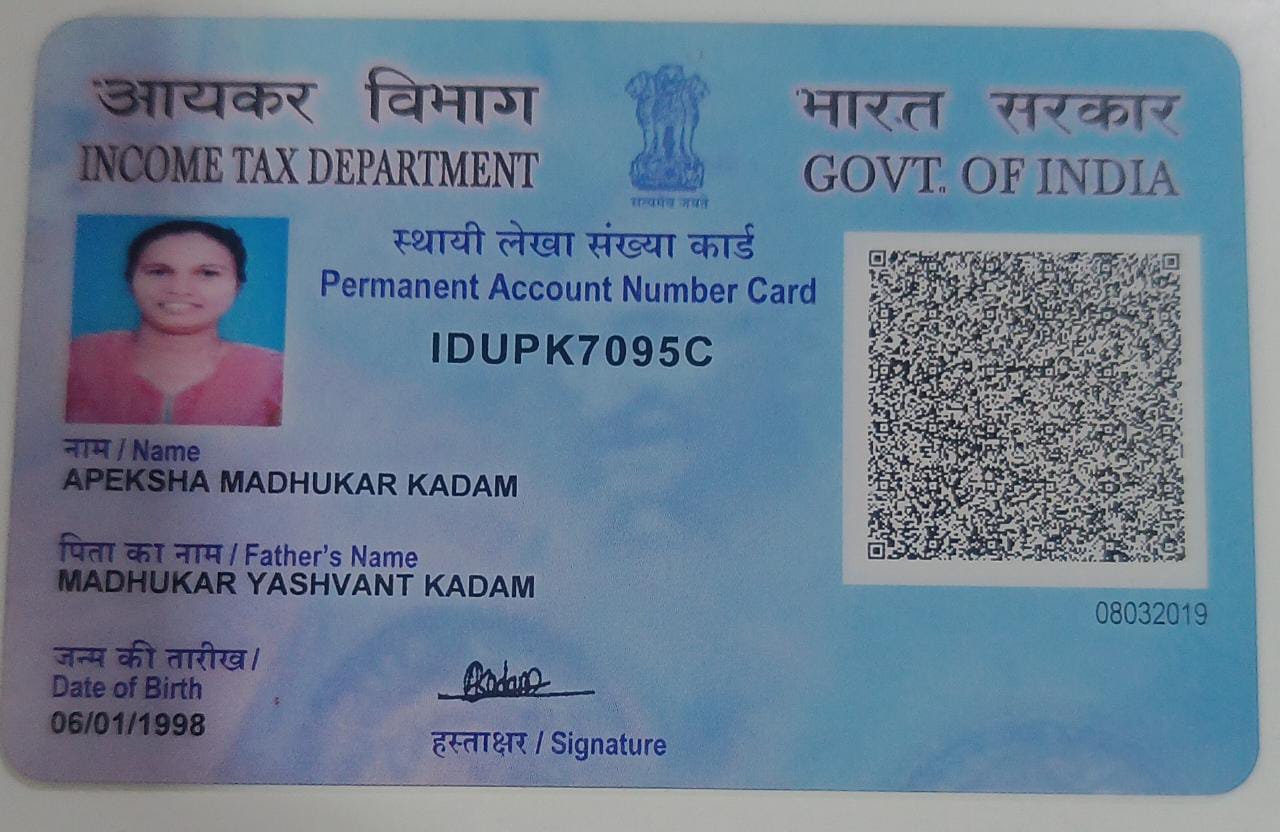 आयकर विभाग
INCOME TAX DEPARTMENT
सत्यमेव जयते
भारत सरकार
GOVT. OF INDIA
स्थायी लेखा संख्या कार्ड
Permanent Account Number Card
IDUPK7095C
नाम / Name
APEKSHA MADHUKAR KADAM
पिता का नाम / Father's Name
MADHUKAR YASHVANT KADAM
08032019
जन्म की तारीख /
Date of Birth
06/01/1998
AKadam
हस्ताक्षर / Signature